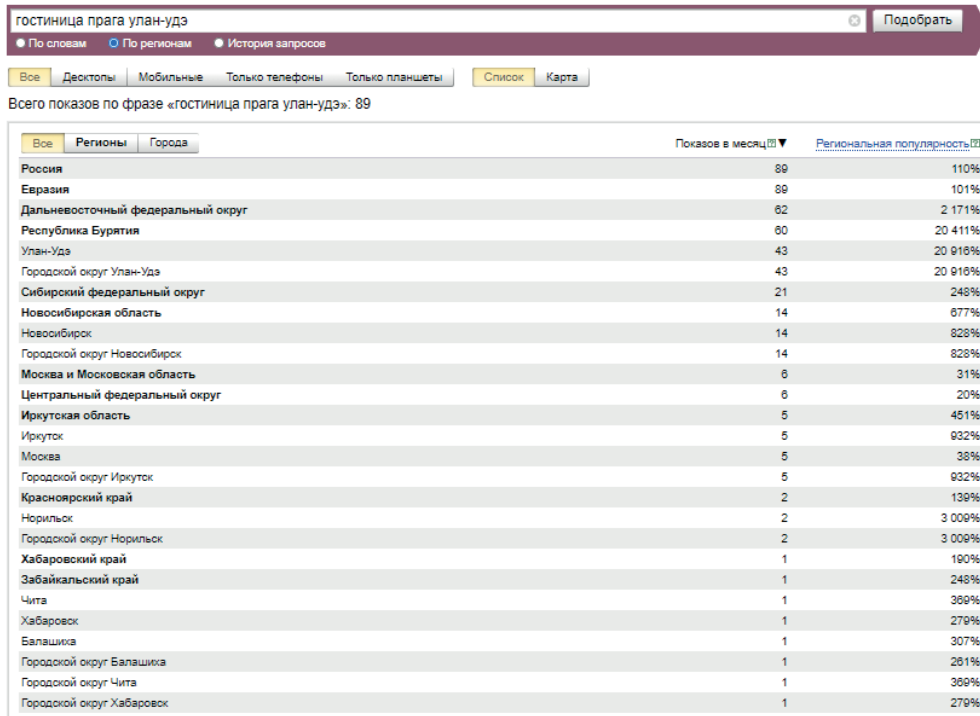 гостиница прага улан-удэ Подобрать
По словам По регионам История запросов
Все Десктопы Мобильные Только телефоны Только планшеты Список Карта
Всего показов по фразе «гостиница прага улан-удэ»: 89
Все Регионы Города Показов в месяц ? ▼ Региональная популярность ?
Россия 89 110%
Евразия 89 101%
Дальневосточный федеральный округ 62 2 171%
Республика Бурятия 60 20 411%
Улан-Удэ 43 20 916%
Городской округ Улан-Удэ 43 20 916%
Сибирский федеральный округ 21 248%
Новосибирская область 14 677%
Новосибирск 14 828%
Городской округ Новосибирск 14 828%
Москва и Московская область 6 31%
Центральный федеральный округ 6 20%
Иркутская область 5 451%
Иркутск 5 932%
Москва 5 38%
Городской округ Иркутск 5 932%
Красноярский край 2 139%
Норильск 2 3 009%
Городской округ Норильск 2 3 009%
Хабаровский край 1 190%
Забайкальский край 1 248%
Чита 1 369%
Хабаровск 1 279%
Балашиха 1 307%
Городской округ Балашиха 1 261%
Городской округ Чита 1 369%
Городской округ Хабаровск 1 279%